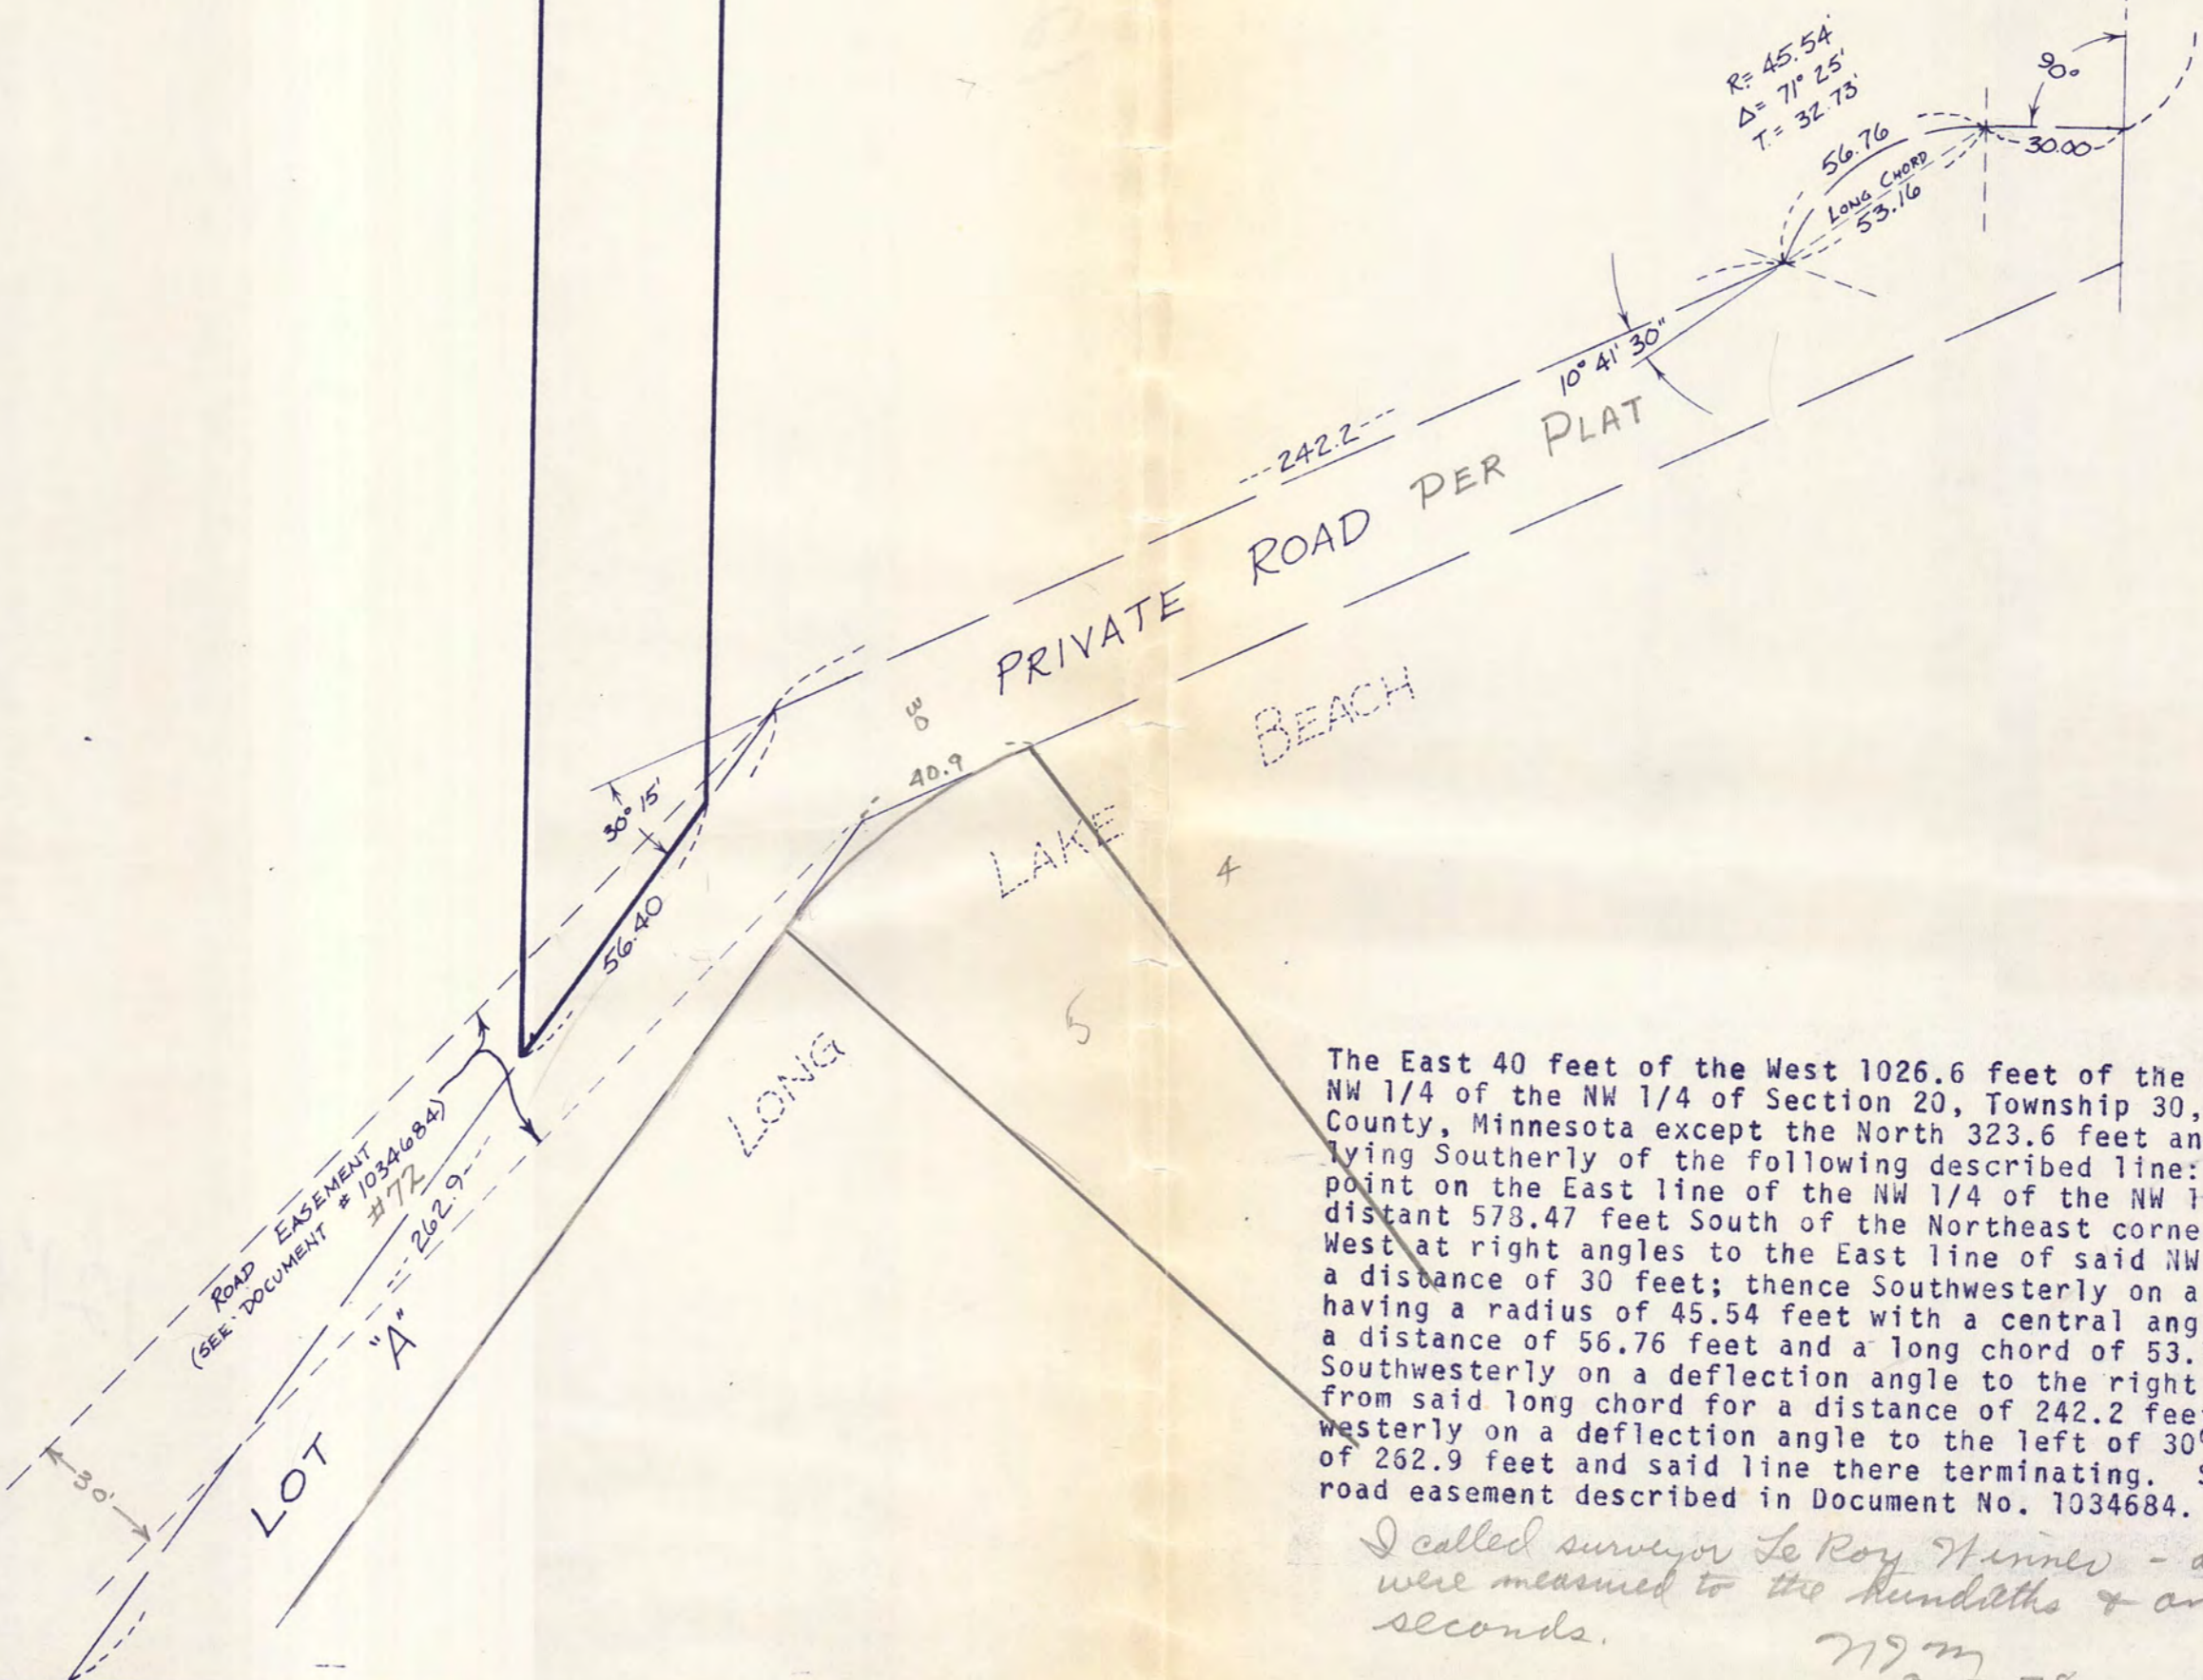 R= 45.54'
Δ= 71° 25'
T.= 32.73'
90°
56.76
LONG CHORD
53.16
30.00
10° 41' 30"
242.2
PRIVATE ROAD PER PLAT
30
40.9
30° 15'
56.40
LONG LAKE BEACH
4
5
ROAD EASEMENT
(SEE DOCUMENT # 1034684)
#72
262.9
LOT "A"
30'
The East 40 feet of the West 1026.6 feet of the
NW 1/4 of the NW 1/4 of Section 20, Township 30,
County, Minnesota except the North 323.6 feet an
lying Southerly of the following described line:
point on the East line of the NW 1/4 of the NW 1
distant 578.47 feet South of the Northeast corne
West at right angles to the East line of said NW
a distance of 30 feet; thence Southwesterly on a
having a radius of 45.54 feet with a central ang
a distance of 56.76 feet and a long chord of 53.
Southwesterly on a deflection angle to the right
from said long chord for a distance of 242.2 fee
westerly on a deflection angle to the left of 30°
of 262.9 feet and said line there terminating. S
road easement described in Document No. 1034684.
I called surveyor Le Roy Winner -
were measured to the hundreths &
seconds.